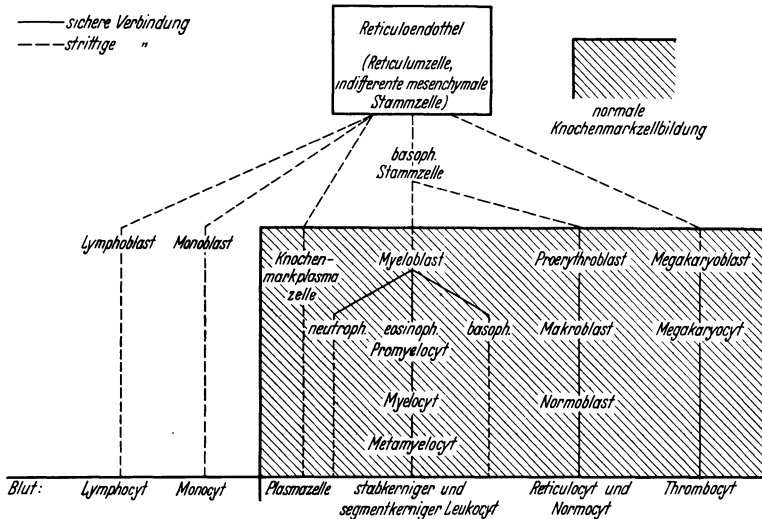 sichere Verbindung
strittige "
Reticuloendothel
(Reticulumzelle,
indifferente mesenchymale
Stammzelle)
normale
Knochenmarkzellbildung
basoph.
Stammzelle
Lymphoblast Monoblast Knochen-
markplasma
zelle Myeloblast Proerythroblast Megakaryoblast
neutroph. eosinoph. basoph. Makroblast Megakaryocyt
Promyelocyt
Myelocyt Normoblast
Metamyelocyt
Blut: Lymphocyt Monocyt Plasmazelle stabkerniger und Reticulocyt und Thrombocyt
segmentkerniger Leukocyt Normocyt